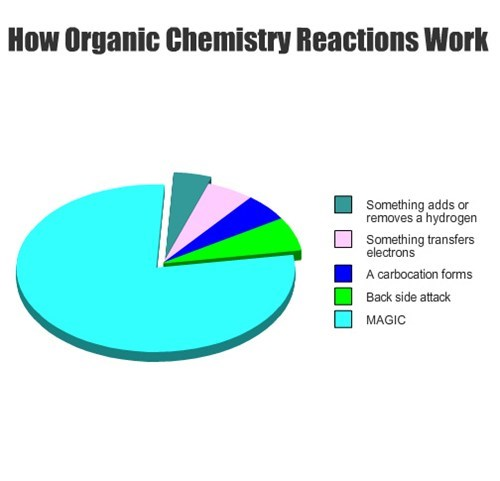 How Organic Chemistry Reactions Work
Something adds or
removes a hydrogen
Something transfers
electrons
A carbocation forms
Back side attack
MAGIC